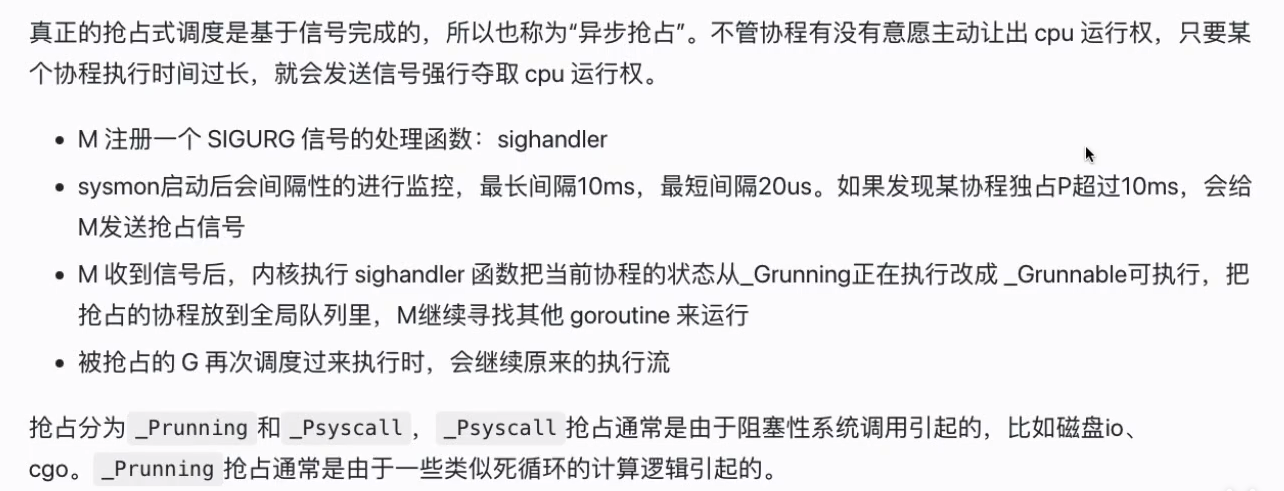 真正的抢占式调度是基于信号完成的，所以也称为“异步抢占”。不管协程有没有意愿主动让出 cpu 运行权，只要某
个协程执行时间过长，就会发送信号强行夺取 cpu 运行权。
• M 注册一个 SIGURG 信号的处理函数：sighandler
• sysmon启动后会间隔性的进行监控，最长间隔10ms，最短间隔20us。如果发现某协程独占P超过10ms，会给
M发送抢占信号
• M 收到信号后，内核执行 sighandler 函数把当前协程的状态从_Grunning正在执行改成 _Grunnable可执行，把
抢占的协程放到全局队列里，M继续寻找其他 goroutine 来运行
• 被抢占的 G 再次调度过来执行时，会继续原来的执行流
抢占分为 _Prunning 和 _Psyscall ， _Psyscall 抢占通常是由于阻塞性系统调用引起的，比如磁盘io、
cgo。 _Prunning 抢占通常是由于一些类似死循环的计算逻辑引起的。